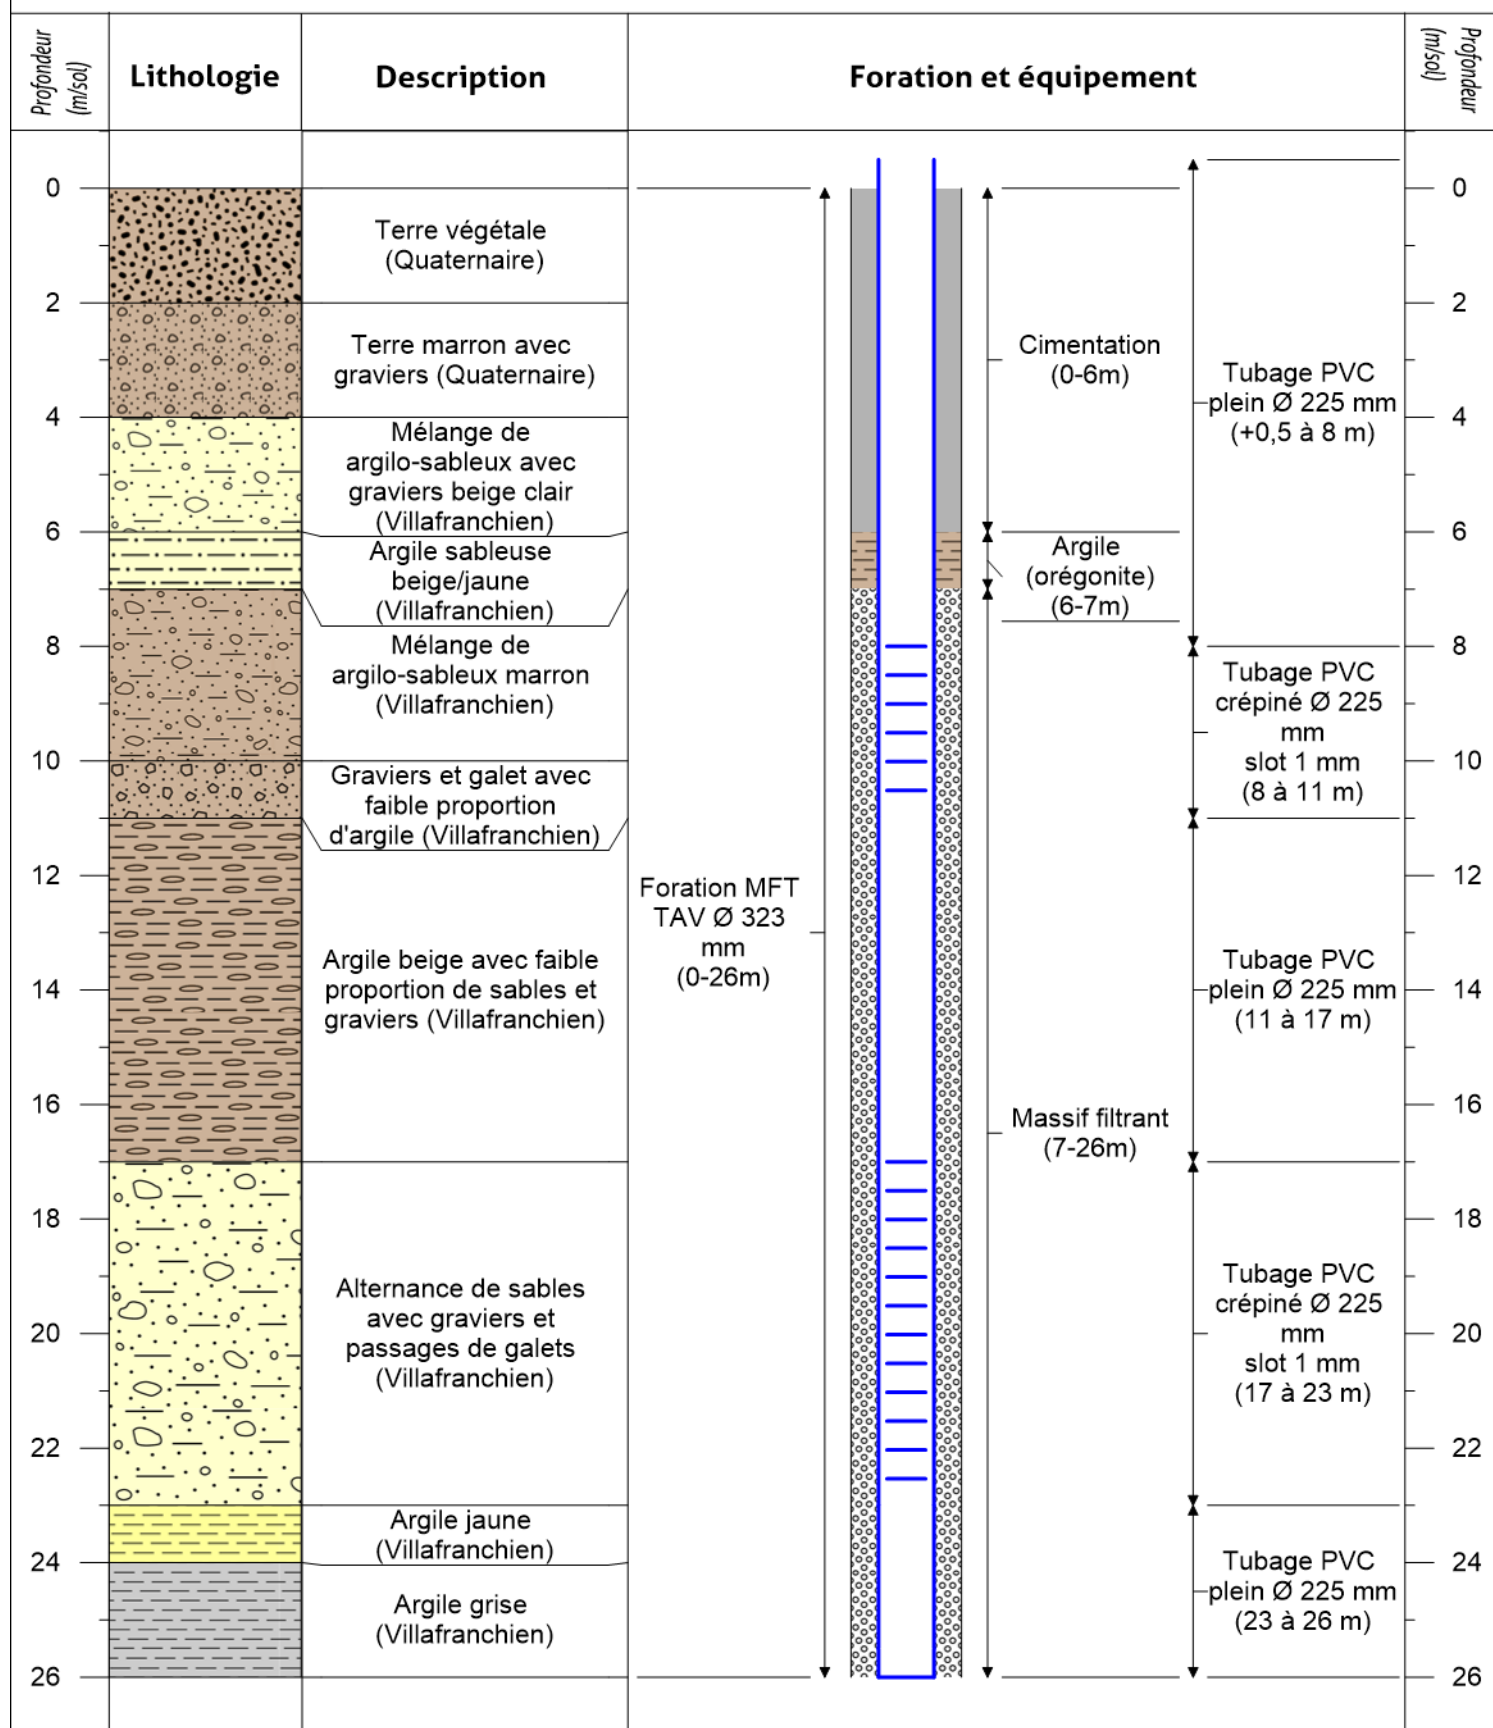 Profondeur
(m/sol)
Lithologie
Description
Foration et équipement
Profondeur
(m/sol)
0
2
4
6
8
10
12
14
16
18
20
22
24
26
Terre végétale
(Quaternaire)
Terre marron avec
graviers (Quaternaire)
Mélange de
argilo-sableux avec
graviers beige clair
(Villafranchien)
Argile sableuse
beige/jaune
(Villafranchien)
Mélange de
argilo-sableux marron
(Villafranchien)
Graviers et galet avec
faible proportion
d'argile (Villafranchien)
Argile beige avec faible
proportion de sables et
graviers (Villafranchien)
Alternance de sables
avec graviers et
passages de galets
(Villafranchien)
Argile jaune
(Villafranchien)
Argile grise
(Villafranchien)
Foration MFT
TAV Ø 323
mm
(0-26m)
Cimentation
(0-6m)
Argile
(orégonite)
(6-7m)
Massif filtrant
(7-26m)
Tubage PVC
plein Ø 225 mm
(+0,5 à 8 m)
Tubage PVC
crépiné Ø 225
mm
slot 1 mm
(8 à 11 m)
Tubage PVC
plein Ø 225 mm
(11 à 17 m)
Tubage PVC
crépiné Ø 225
mm
slot 1 mm
(17 à 23 m)
Tubage PVC
plein Ø 225 mm
(23 à 26 m)
0
2
4
6
8
10
12
14
16
18
20
22
24
26